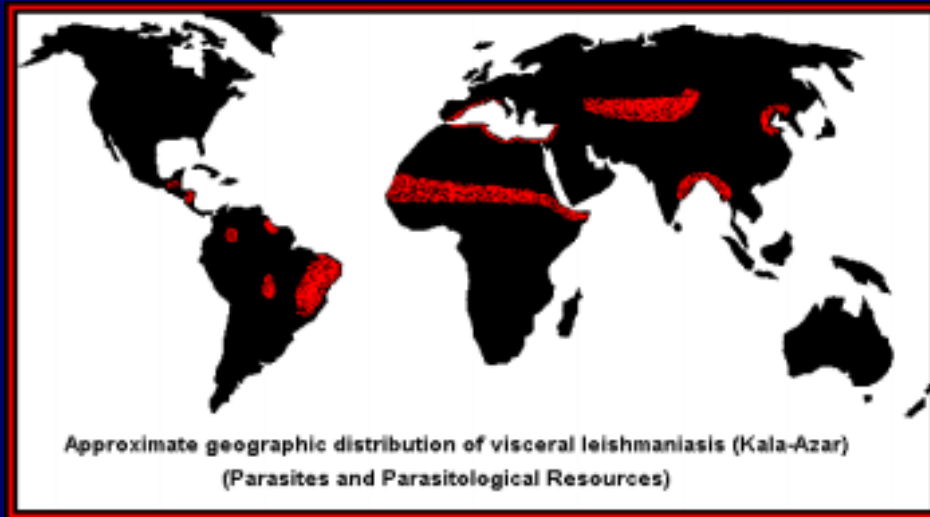 Approximate geographic distribution of visceral leishmaniasis (Kala-Azar)
(Parasites and Parasitological Resources)